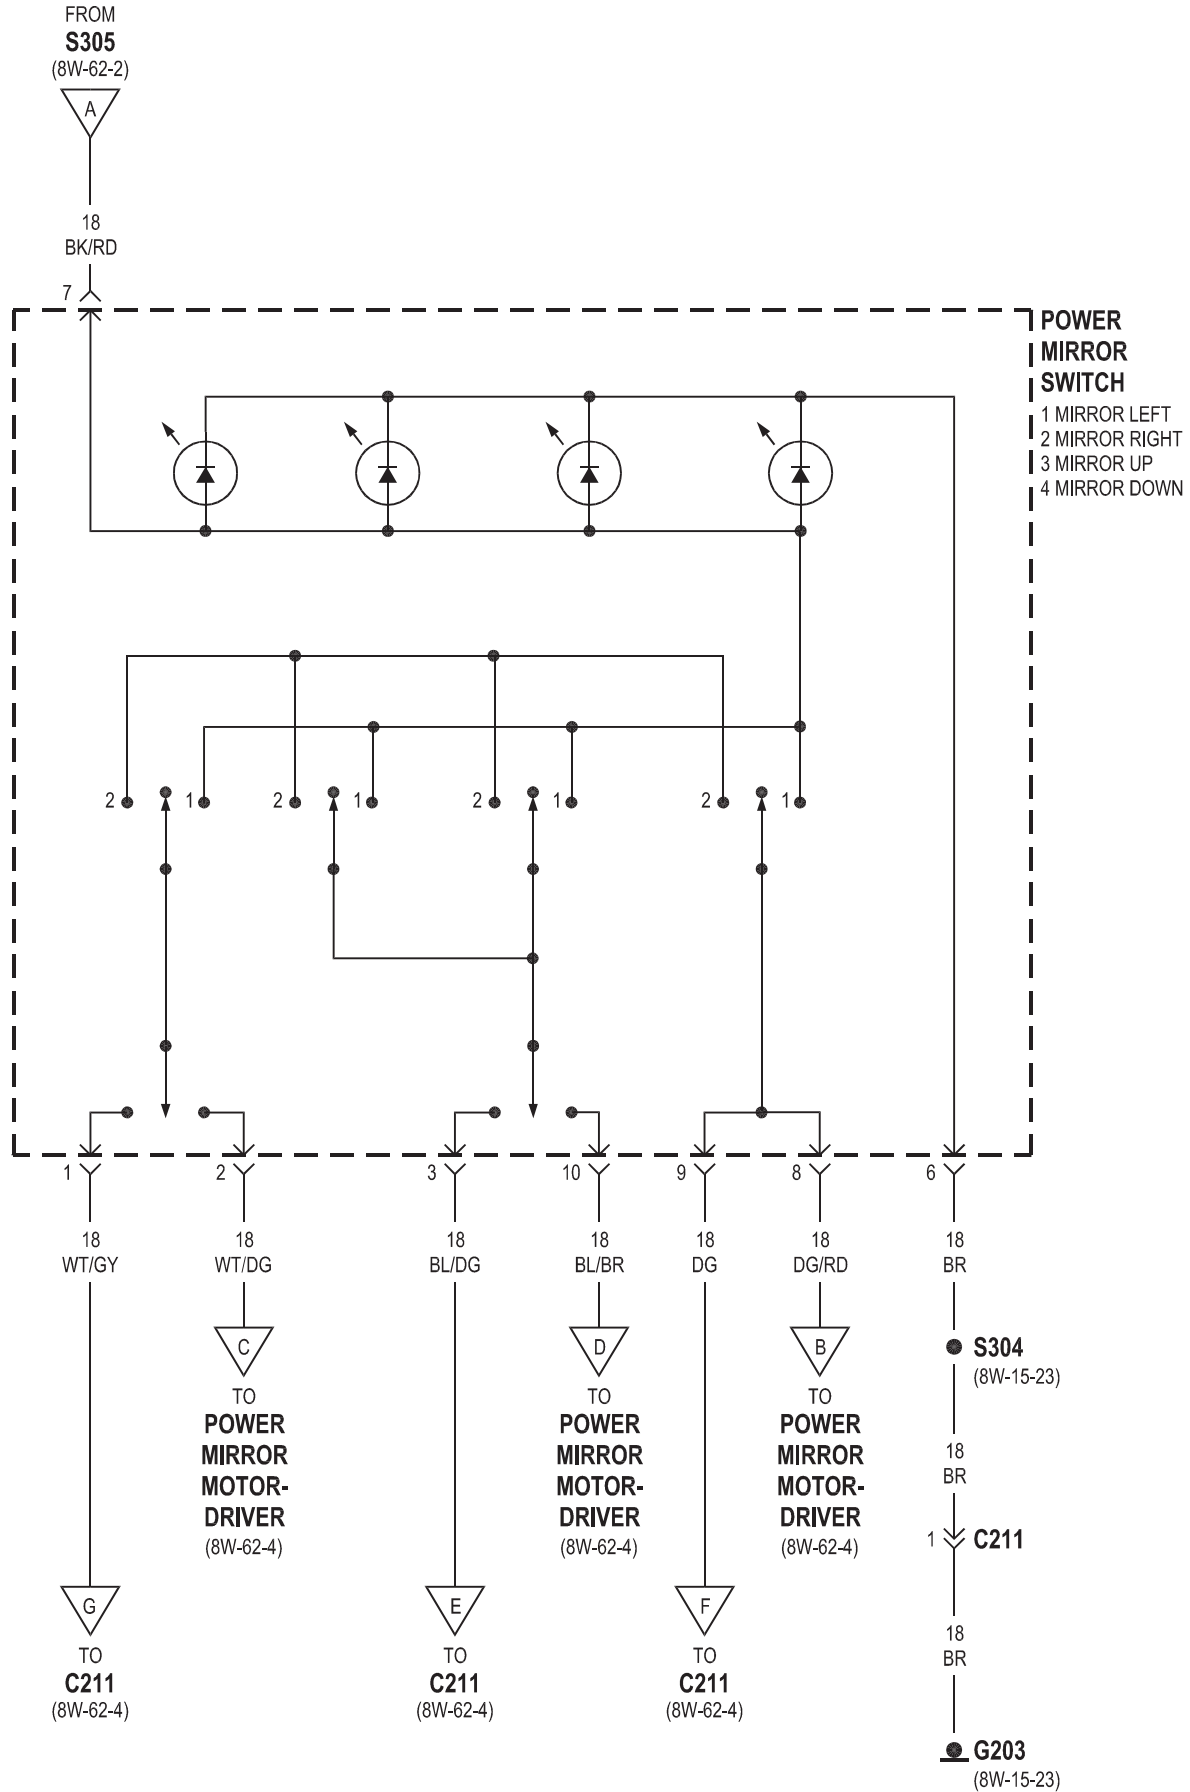 FROM
S305
(8W-62-2)
A
18
BK/RD
7
POWER
MIRROR
SWITCH
1 MIRROR LEFT
2 MIRROR RIGHT
3 MIRROR UP
4 MIRROR DOWN
2 1 2 1 2 1 2 1
1 2 3 10 9 8 6
18 18 18 18 18 18 18
WT/GY WT/DG BL/DG BL/BR DG DG/RD BR
C
TO
POWER
MIRROR
MOTOR-
DRIVER
(8W-62-4)
D
TO
POWER
MIRROR
MOTOR-
DRIVER
(8W-62-4)
B
TO
POWER
MIRROR
MOTOR-
DRIVER
(8W-62-4)
S304
(8W-15-23)
18
BR
1 C211
G
TO
C211
(8W-62-4)
E
TO
C211
(8W-62-4)
F
TO
C211
(8W-62-4)
18
BR
G203
(8W-15-23)